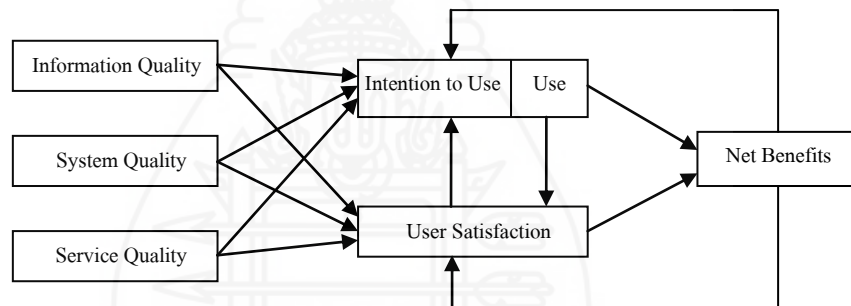 Information Quality
Intention to Use
Use
System Quality
Net Benefits
User Satisfaction
Service Quality